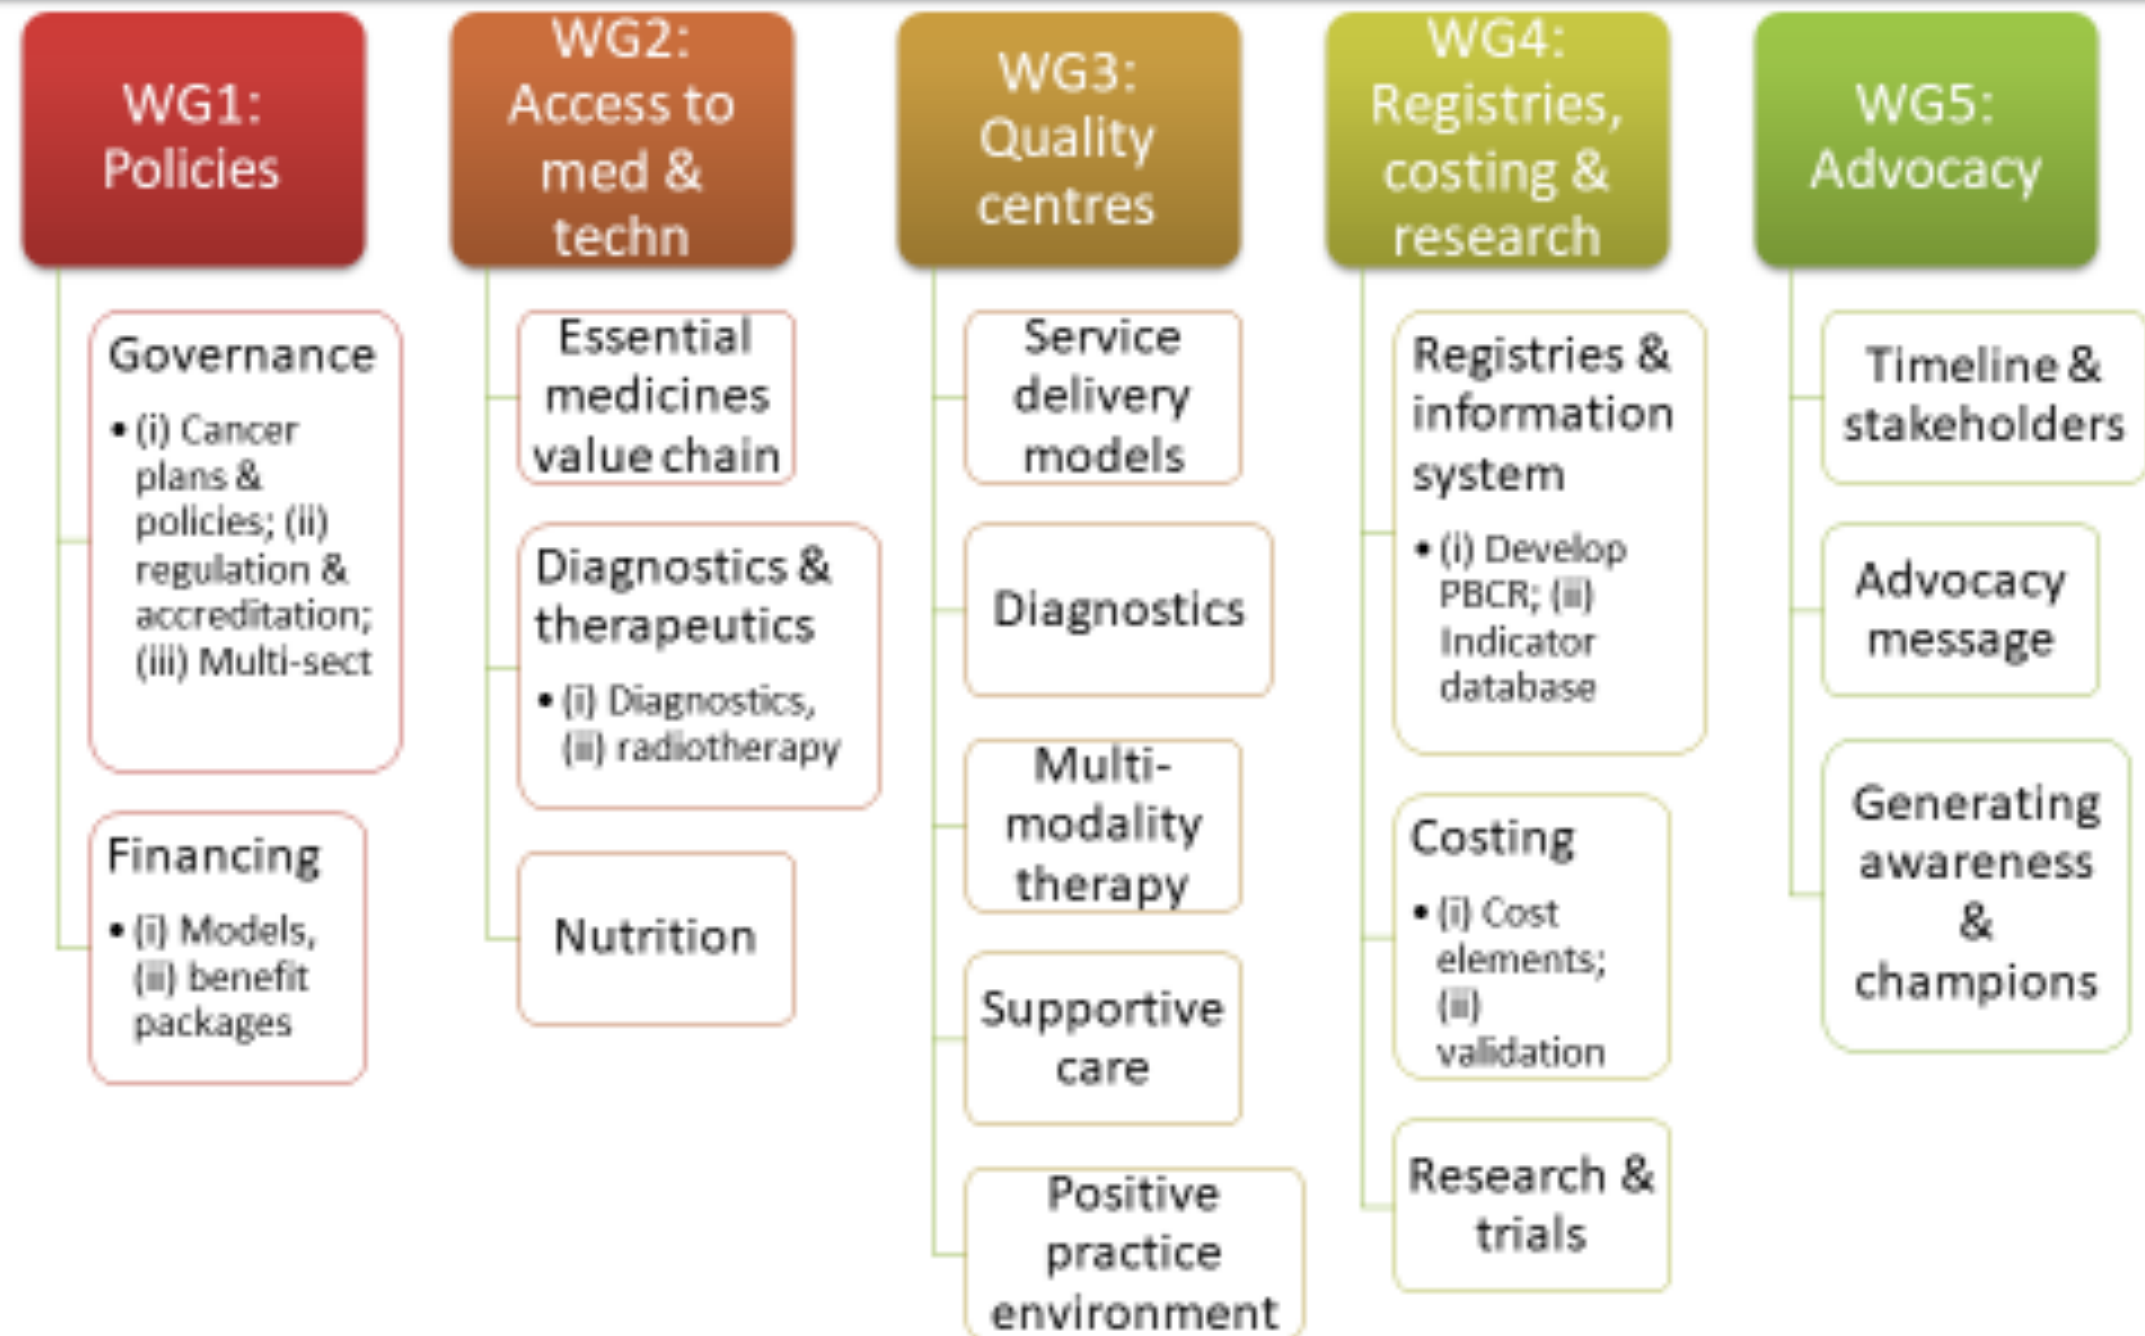 WG1:
Policies
Governance
• (i) Cancer
plans &
policies; (ii)
regulation &
accreditation;
(iii) Multi-sect
Financing
• (i) Models,
(ii) benefit
packages
WG2:
Access to
med &
techn
Essential
medicines
value chain
Diagnostics &
therapeutics
• (i) Diagnostics,
(ii) radiotherapy
Nutrition
WG3:
Quality
centres
Service
delivery
models
Diagnostics
Multi-
modality
therapy
Supportive
care
Positive
practice
environment
WG4:
Registries,
costing &
research
Registries &
information
system
• (i) Develop
PBCR; (ii)
Indicator
database
Costing
• (i) Cost
elements;
(ii)
validation
Research &
trials
WG5:
Advocacy
Timeline &
stakeholders
Advocacy
message
Generating
awareness
&
champions